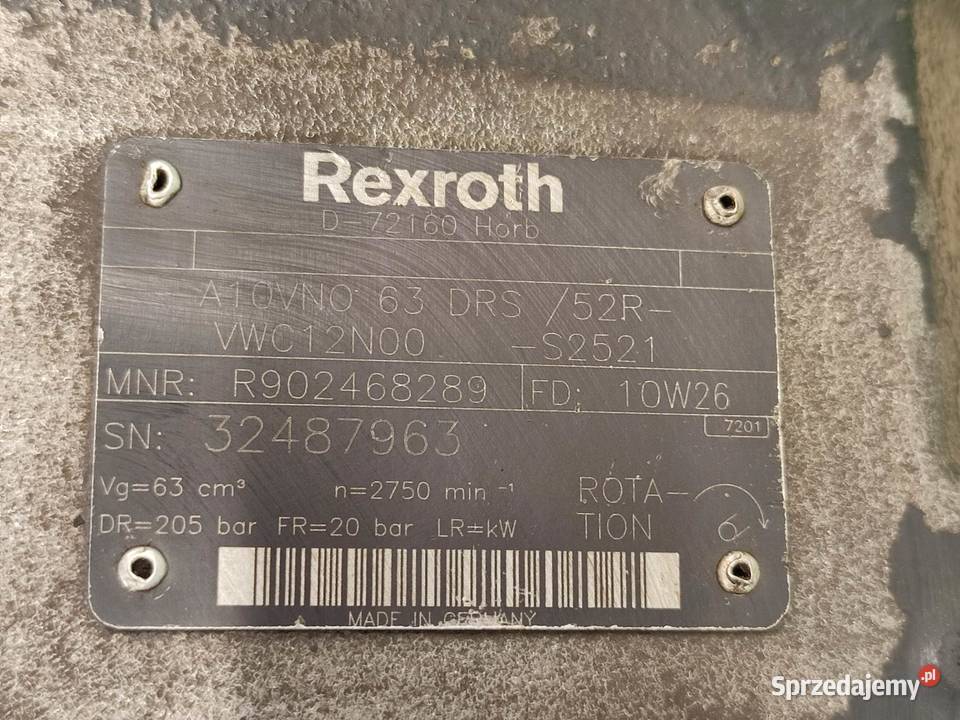 Rexroth
D-72160 Horb
A10VNO 63 DRS /52R-
VWC12N00 -S2521
MNR: R902468289 FD: 10W26
7201
SN: 32487963
Vg=63 cm³ n=2750 min⁻¹ ROTA-
DR=205 bar FR=20 bar LR=kW TION 6
MADE IN GERMANY
Sprzedajemy.pl